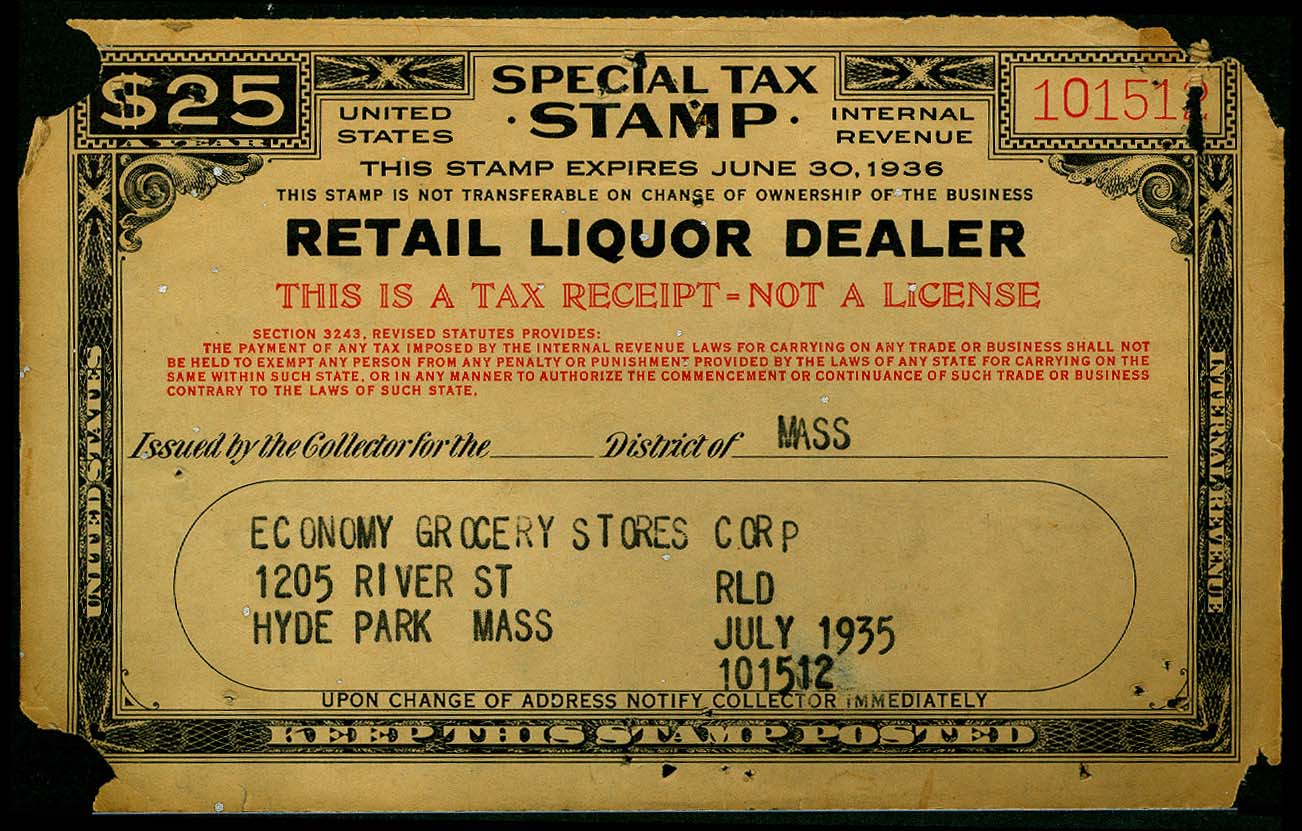 $25
A YEAR
UNITED STATES
SPECIAL TAX
· STAMP ·
INTERNAL REVENUE
101512
THIS STAMP EXPIRES JUNE 30, 1936
THIS STAMP IS NOT TRANSFERABLE ON CHANGE OF OWNERSHIP OF THE BUSINESS
RETAIL LIQUOR DEALER
THIS IS A TAX RECEIPT = NOT A LICENSE
SECTION 3243, REVISED STATUTES PROVIDES:
THE PAYMENT OF ANY TAX IMPOSED BY THE INTERNAL REVENUE LAWS FOR CARRYING ON ANY TRADE OR BUSINESS SHALL NOT
BE HELD TO EXEMPT ANY PERSON FROM ANY PENALTY OR PUNISHMENT PROVIDED BY THE LAWS OF ANY STATE FOR CARRYING ON THE
SAME WITHIN SUCH STATE, OR IN ANY MANNER TO AUTHORIZE THE COMMENCEMENT OR CONTINUANCE OF SUCH TRADE OR BUSINESS
CONTRARY TO THE LAWS OF SUCH STATE.
Issued by the Collector for the ______ District of MASS
ECONOMY GROCERY STORES CORP
1205 RIVER ST RLD
HYDE PARK MASS JULY 1935
101512
UPON CHANGE OF ADDRESS NOTIFY COLLECTOR IMMEDIATELY
KEEP THIS STAMP POSTED
UNITED STATES
INTERNAL REVENUE